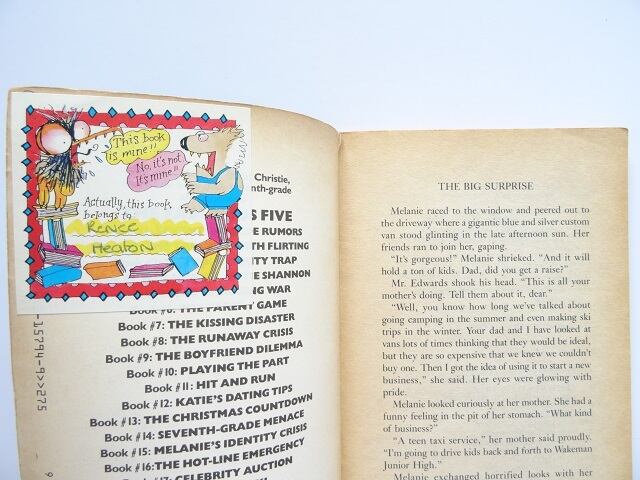 This book
is mine!!
No, it's not
It's mine!!
Actually, this book
belongs to
RENEE
HEATON
Christie,
nth-grade
S FIVE
E RUMORS
TH FLIRTING
ITY TRAP
E SHANNON
NG WAR
Book #6: THE PARENT GAME
Book #7: THE KISSING DISASTER
Book #8: THE RUNAWAY CRISIS
Book #9: THE BOYFRIEND DILEMMA
Book #10: PLAYING THE PART
Book #11: HIT AND RUN
Book #12: KATIE'S DATING TIPS
Book #13: THE CHRISTMAS COUNTDOWN
Book #14: SEVENTH-GRADE MENACE
Book #15: MELANIE'S IDENTITY CRISIS
Book #16: THE HOT-LINE EMERGENCY
CELEBRITY AUCTION
-15794-9>>275
THE BIG SURPRISE
Melanie raced to the window and peered out to
the driveway where a gigantic blue and silver custom
van stood glinting in the late afternoon sun. Her
friends ran to join her, gaping.
"It's gorgeous!" Melanie shrieked. "And it will
hold a ton of kids. Dad, did you get a raise?"
Mr. Edwards shook his head. "This is all your
mother's doing. Tell them about it, dear."
"Well, you know how long we've talked about
going camping in the summer and even making ski
trips in the winter. Your dad and I have looked at
vans lots of times thinking that they would be ideal,
but they are so expensive that we knew we couldn't
buy one. Then I got the idea of using it to start a new
business," she said. Her eyes were glowing with
pride.
Melanie looked curiously at her mother. She had a
funny feeling in the pit of her stomach. "What kind
of business?"
"A teen taxi service," her mother said proudly.
"I'm going to drive kids back and forth to Wakeman
Junior High."
Melanie exchanged horrified looks with her